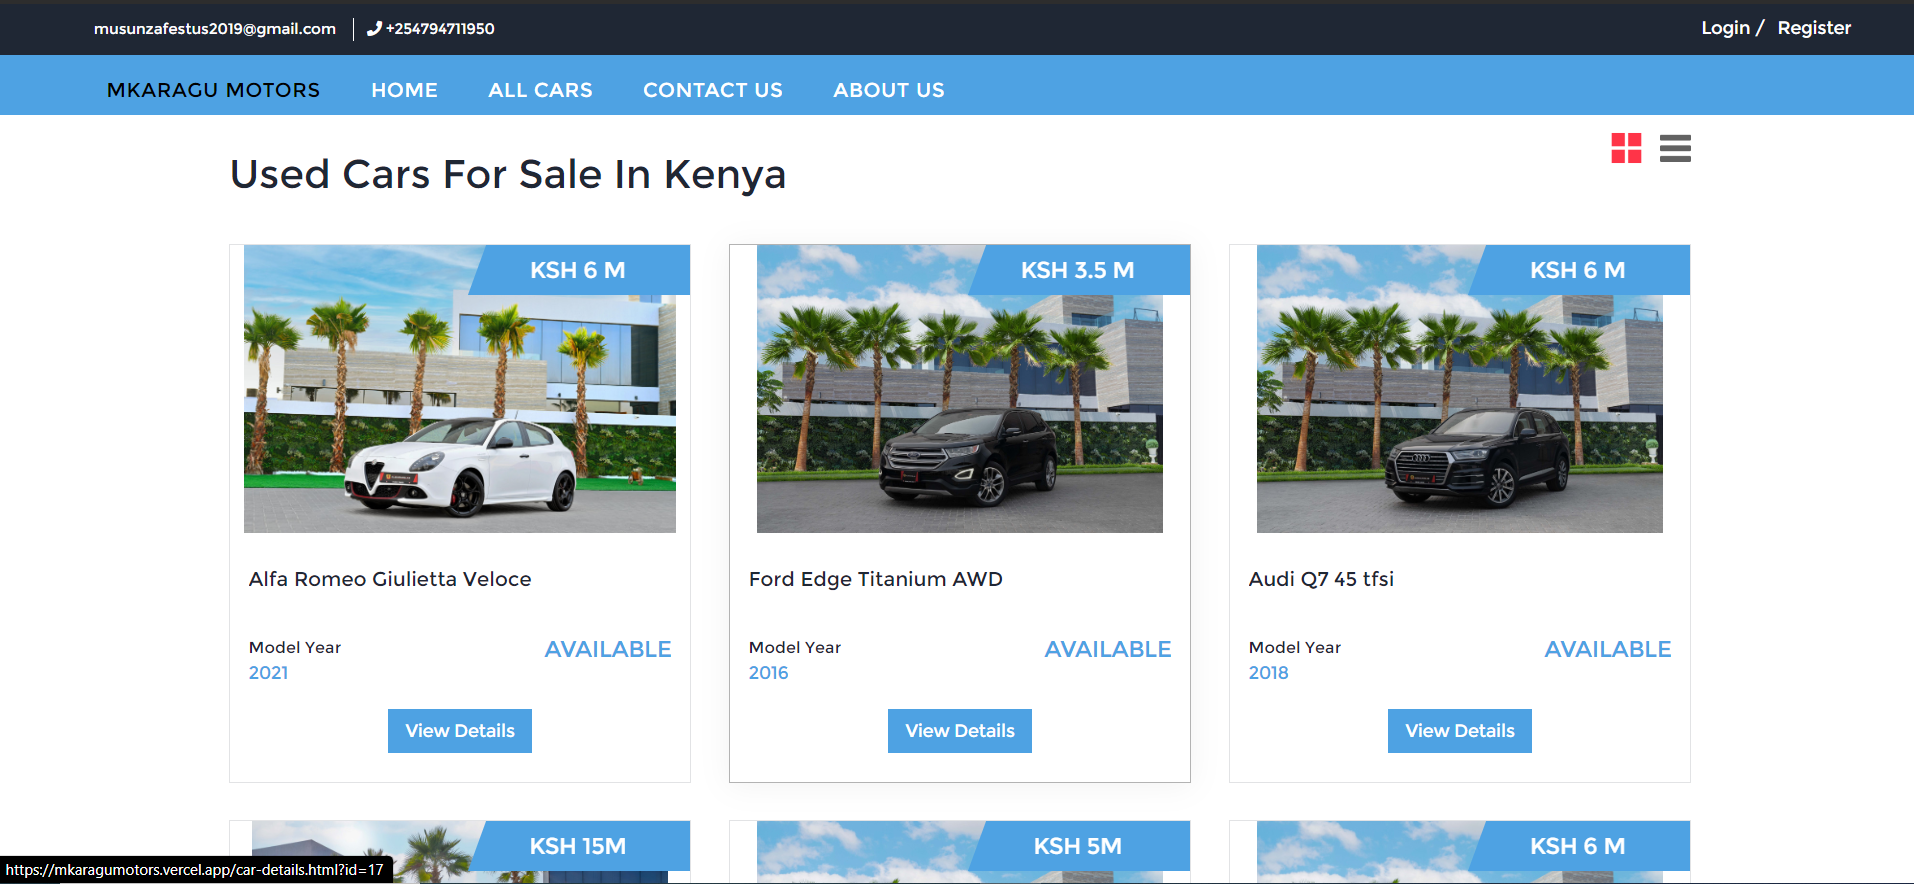 musunzafestus2019@gmail.com +254794711950 Login / Register
MKARAGU MOTORS HOME ALL CARS CONTACT US ABOUT US
Used Cars For Sale In Kenya
KSH 6 M
Alfa Romeo Giulietta Veloce
Model Year
2021
AVAILABLE
View Details
KSH 3.5 M
Ford Edge Titanium AWD
Model Year
2016
AVAILABLE
View Details
KSH 6 M
Audi Q7 45 tfsi
Model Year
2018
AVAILABLE
View Details
KSH 15M
KSH 5M
KSH 6 M
https://mkaragumotors.vercel.app/car-details.html?id=17